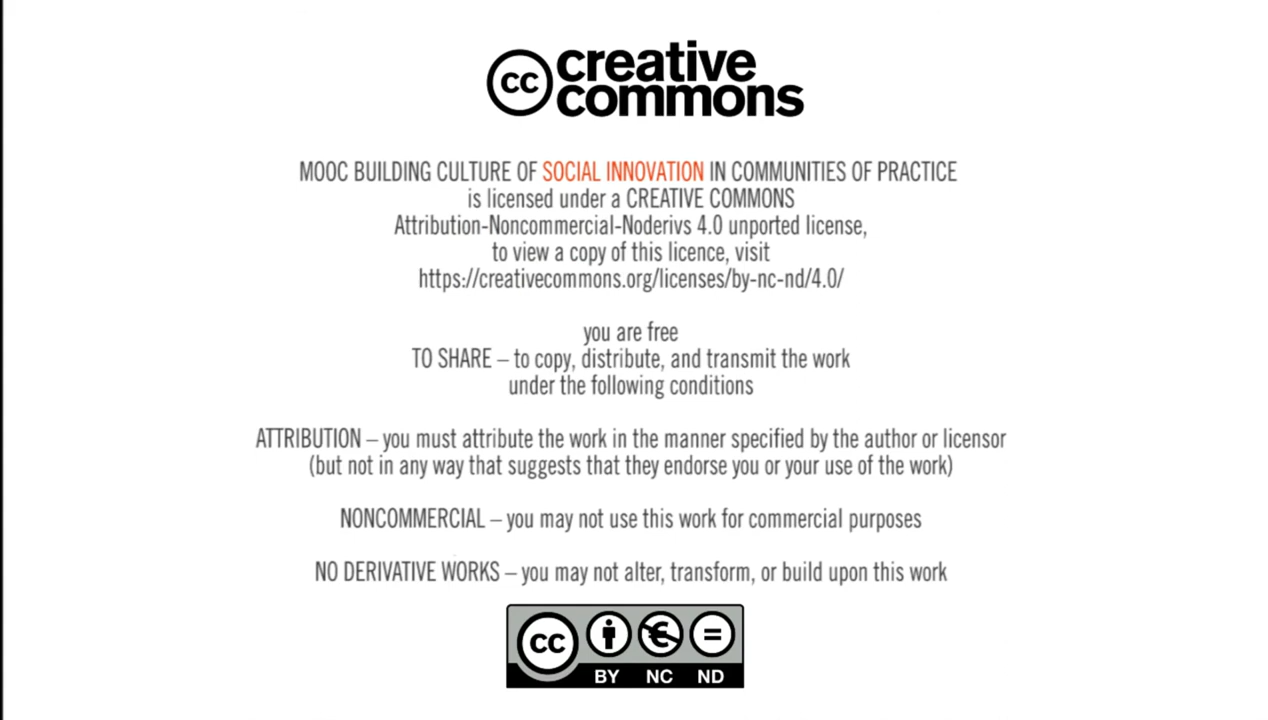 cc creative
commons
MOOC BUILDING CULTURE OF SOCIAL INNOVATION IN COMMUNITIES OF PRACTICE
is licensed under a CREATIVE COMMONS
Attribution-Noncommercial-Noderivs 4.0 unported license,
to view a copy of this licence, visit
https://creativecommons.org/licenses/by-nc-nd/4.0/
you are free
TO SHARE – to copy, distribute, and transmit the work
under the following conditions
ATTRIBUTION – you must attribute the work in the manner specified by the author or licensor
(but not in any way that suggests that they endorse you or your use of the work)
NONCOMMERCIAL – you may not use this work for commercial purposes
NO DERIVATIVE WORKS – you may not alter, transform, or build upon this work
cc € =
BY NC ND